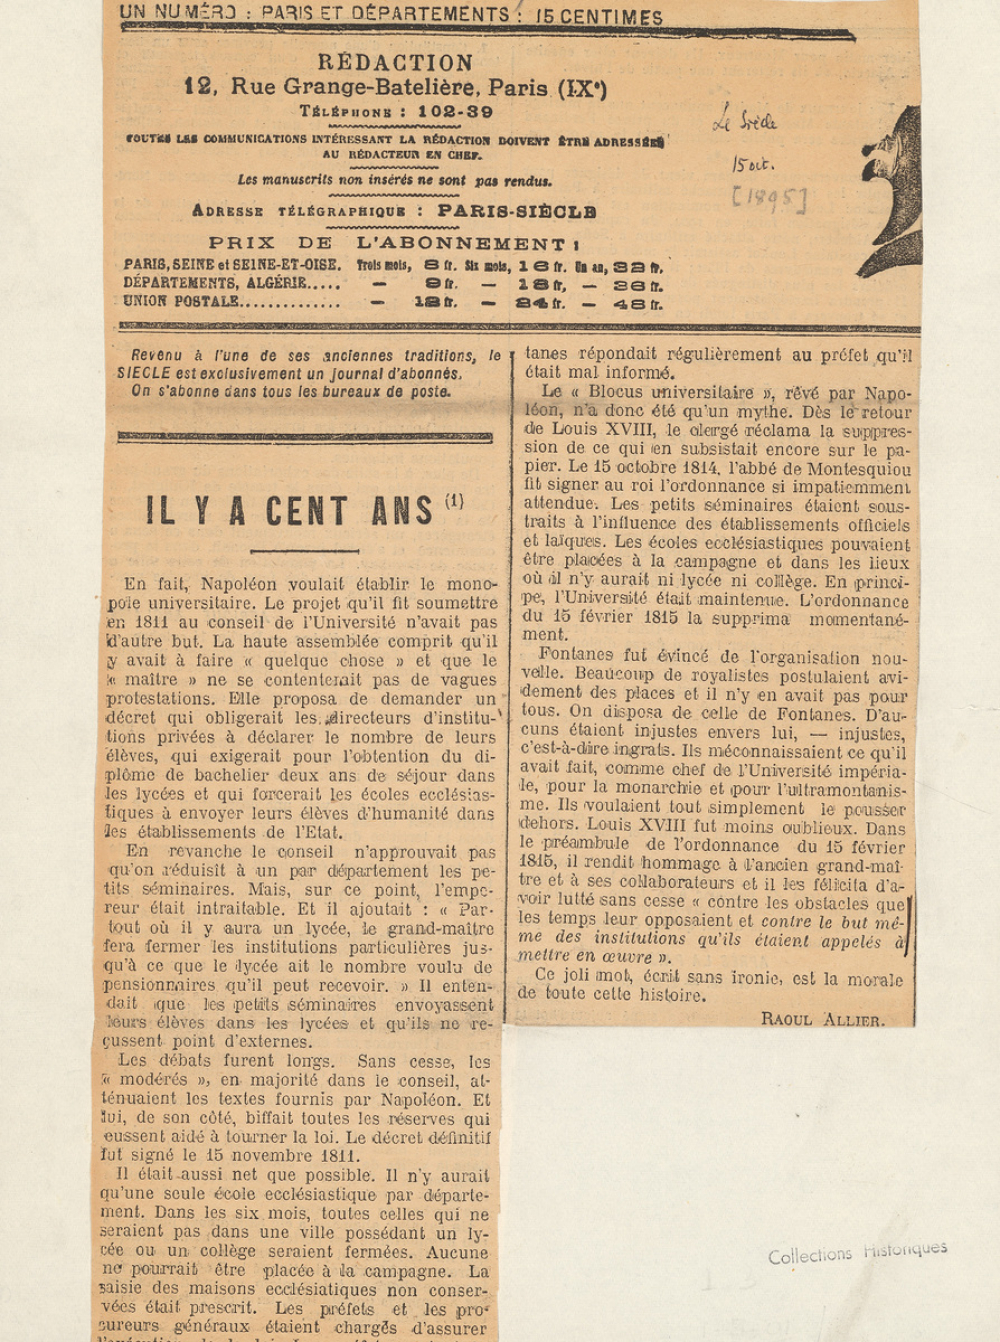 UN NUMÉRO : PARIS ET DÉPARTEMENTS : 15 CENTIMES
RÉDACTION
12, Rue Grange-Batelière, Paris (IXe)
TÉLÉPHONE : 102-39
TOUTES LES COMMUNICATIONS INTÉRESSANT LA RÉDACTION DOIVENT ÊTRE ADRESSÉES
AU RÉDACTEUR EN CHEF.
Les manuscrits non insérés ne sont pas rendus.
ADRESSE TÉLÉGRAPHIQUE : PARIS-SIÈCLE
PRIX DE L'ABONNEMENT :
PARIS, SEINE et SEINE-ET-OISE. Trois mois, 8 fr. Six mois, 16 fr. Un an, 32 fr.
DÉPARTEMENTS, ALGÉRIE..... — 9 fr. — 18 fr, — 36 fr.
UNION POSTALE.............. — 12 fr. — 24 fr. — 48 fr.
Le Siècle
15 oct.
[1895]
Revenu à l'une de ses anciennes traditions, le
SIECLE est exclusivement un journal d'abonnés.
On s'abonne dans tous les bureaux de poste.
IL Y A CENT ANS (1)
En fait, Napoléon voulait établir le mono-
pole universitaire. Le projet qu'il fit soumettre
en 1811 au conseil de l'Université n'avait pas
d'autre but. La haute assemblée comprit qu'il
y avait à faire « quelque chose » et que le
« maître » ne se contenterait pas de vagues
protestations. Elle proposa de demander un
décret qui obligerait les directeurs d'institu-
tions privées à déclarer le nombre de leurs
élèves, qui exigerait pour l'obtention du di-
plôme de bachelier deux ans de séjour dans
les lycées et qui forcerait les écoles ecclésias-
tiques à envoyer leurs élèves d'humanité dans
les établissements de l'Etat.
En revanche le conseil n'approuvait pas
qu'on réduisît à un par département les pe-
tits séminaires. Mais, sur ce point, l'empe-
reur était intraitable. Et il ajoutait : « Par-
tout où il y aura un lycée, le grand-maître
fera fermer les institutions particulières jus-
qu'à ce que le lycée ait le nombre voulu de
pensionnaires qu'il peut recevoir. » Il enten-
dait que les petits séminaires envoyassent
leurs élèves dans les lycées et qu'ils ne re-
çussent point d'externes.
Les débats furent longs. Sans cesse, les
« modérés », en majorité dans le conseil, at-
ténuaient les textes fournis par Napoléon. Et
lui, de son côté, biffait toutes les réserves qui
eussent aidé à tourner la loi. Le décret définitif
fut signé le 15 novembre 1811.
Il était aussi net que possible. Il n'y aurait
qu'une seule école ecclésiastique par départe-
ment. Dans les six mois, toutes celles qui ne
seraient pas dans une ville possédant un ly-
cée ou un collège seraient fermées. Aucune
ne pourrait être placée à la campagne. La
saisie des maisons ecclésiatiques non conser-
vées était prescrit. Les préfets et les pro-
cureurs généraux étaient chargés d'assurer
tanes répondait régulièrement au préfet qu'il
était mal informé.
Le « Blocus universitaire », rêvé par Napo-
léon, n'a donc été qu'un mythe. Dès le retour
de Louis XVIII, le clergé réclama la suppres-
sion de ce qui en subsistait encore sur le pa-
pier. Le 15 octobre 1814, l'abbé de Montesquiou
fit signer au roi l'ordonnance si impatiemment
attendue. Les petits séminaires étaient sous-
traits à l'influence des établissements officiels
et laïques. Les écoles ecclésiastiques pouvaient
être placées à la campagne et dans les lieux
où il n'y aurait ni lycée ni collège. En princi-
pe, l'Université était maintenue. L'ordonnance
du 15 février 1815 la supprima momentané-
ment.
Fontanes fut évincé de l'organisation nou-
velle. Beaucoup de royalistes postulaient avi-
dement des places et il n'y en avait pas pour
tous. On disposa de celle de Fontanes. D'au-
cuns étaient injustes envers lui, — injustes,
c'est-à-dire ingrats. Ils méconnaissaient ce qu'il
avait fait, comme chef de l'Université impéria-
le, pour la monarchie et pour l'ultramontanis-
me. Ils voulaient tout simplement le pousser
dehors. Louis XVIII fut moins oublieux. Dans
le préambule de l'ordonnance du 15 février
1815, il rendit hommage à l'ancien grand-maî-
tre et à ses collaborateurs et il les félicita d'a-
voir lutté sans cesse « contre les obstacles que
les temps leur opposaient et contre le but mê-
me des institutions qu'ils étaient appelés à
mettre en œuvre ».
Ce joli mot, écrit sans ironie, est la morale
de toute cette histoire.
RAOUL ALLIER.
Collections Historiques